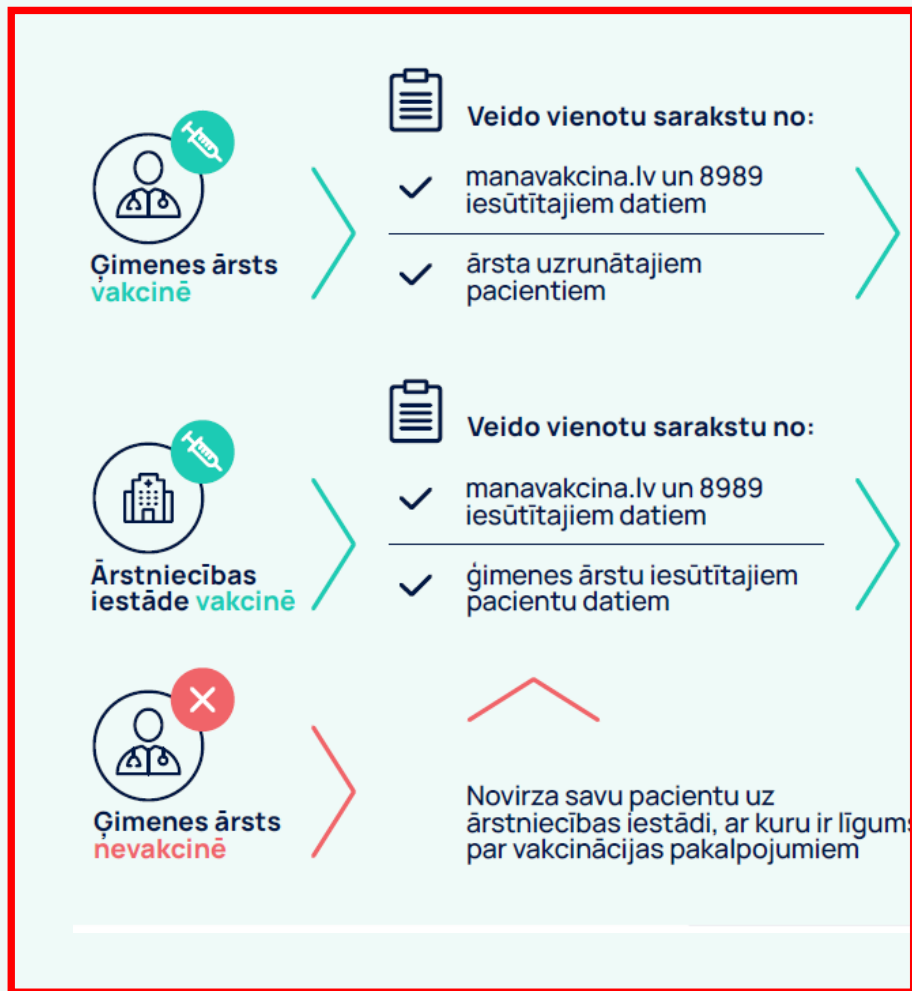 Veido vienotu sarakstu no:
manavakcina.lv un 8989
iesūtītajiem datiem
ārsta uzrunātajiem
pacientiem
Ģimenes ārsts
vakcinē
Veido vienotu sarakstu no:
manavakcina.lv un 8989
iesūtītajiem datiem
ģimenes ārstu iesūtītajiem
pacientu datiem
Ārstniecības
iestāde vakcinē
Ģimenes ārsts
nevakcinē
Novirza savu pacientu uz
ārstniecības iestādi, ar kuru ir līgums
par vakcinācijas pakalpojumiem